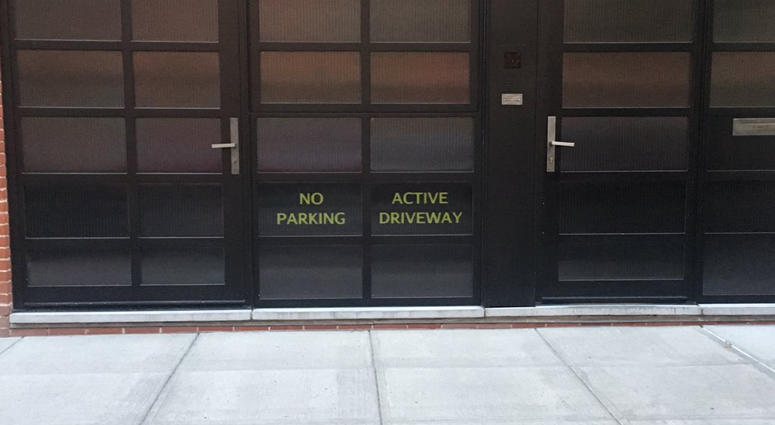 NO
PARKING
ACTIVE
DRIVEWAY